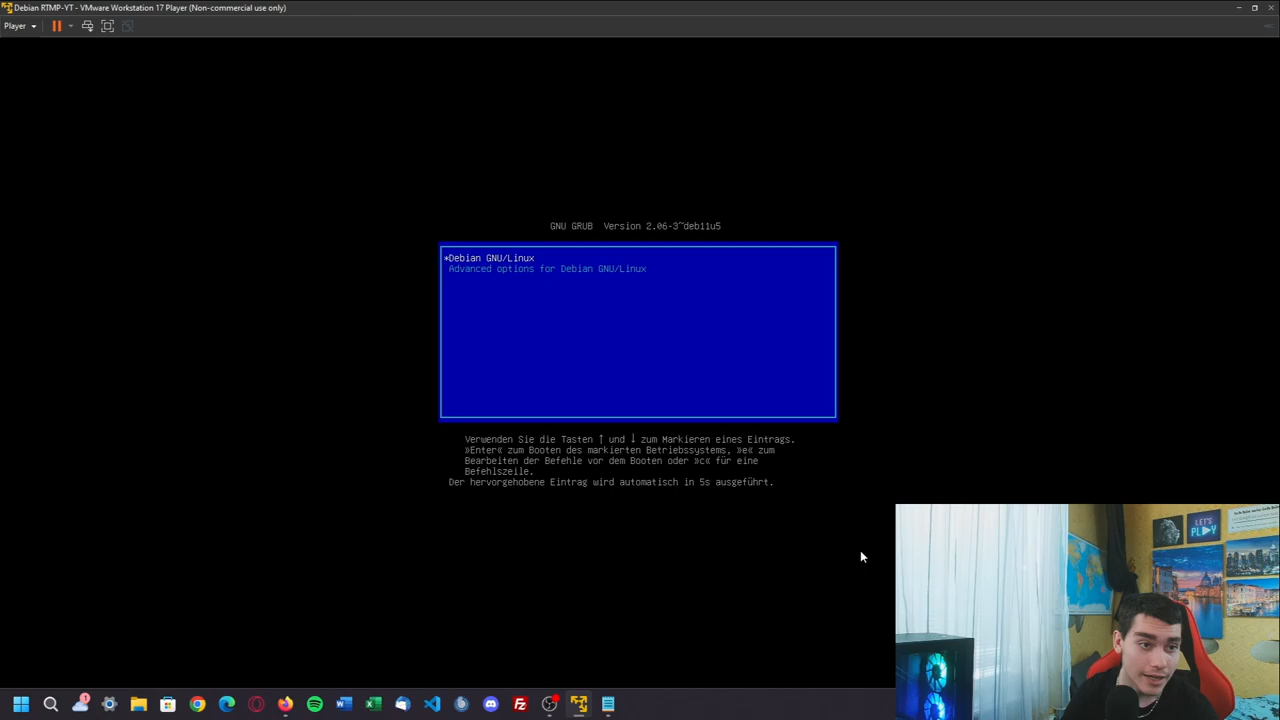 Debian RTMP-YT - VMware Workstation 17 Player (Non-commercial use only)
Player
GNU GRUB Version 2.06-3~deb11u5
*Debian GNU/Linux
Advanced options for Debian GNU/Linux
Verwenden Sie die Tasten ↑ und ↓ zum Markieren eines Eintrags.
»Enter« zum Booten des markierten Betriebssystems, »e« zum
Bearbeiten der Befehle vor dem Booten oder »c« für eine
Befehlszeile.
Der hervorgehobene Eintrag wird automatisch in 5s ausgeführt.
LET'S
PLAY